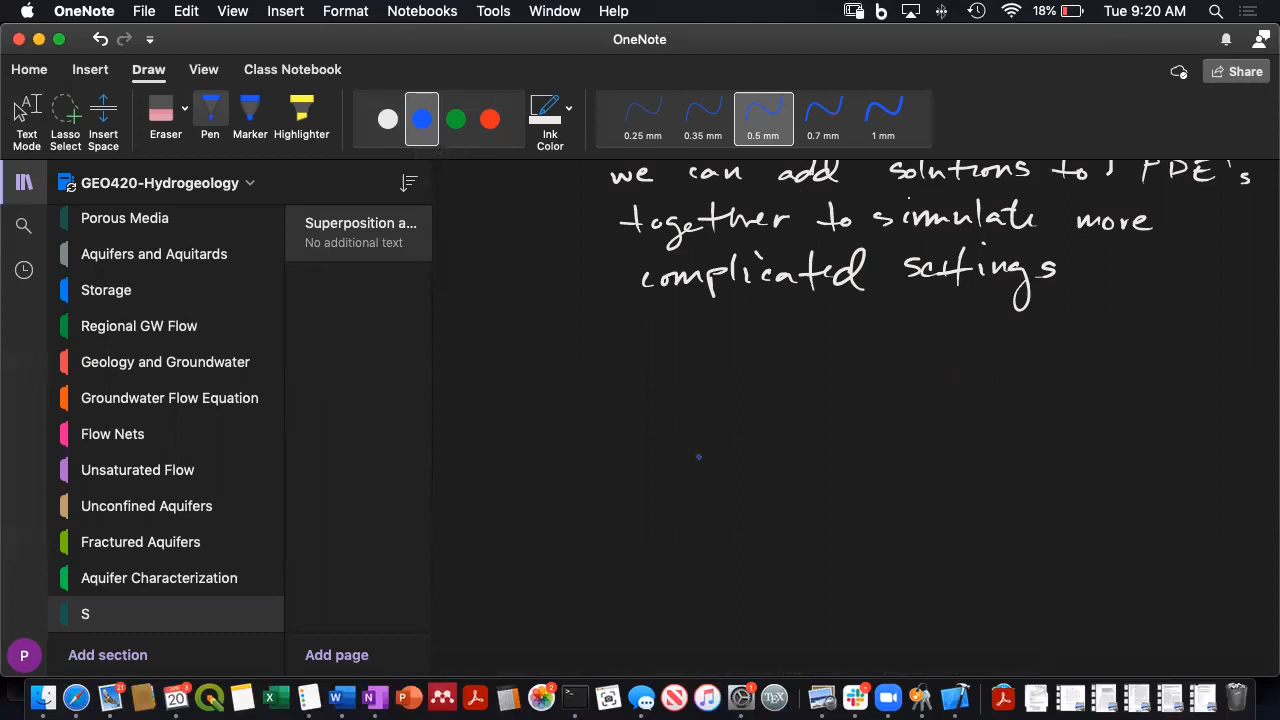 OneNote File Edit View Insert Format Notebooks Tools Window Help 18% Tue 9:20 AM
OneNote
Home Insert Draw View Class Notebook Share
Text Mode
Lasso Select
Insert Space
Eraser
Pen
Marker
Highlighter
Ink Color
0.25 mm 0.35 mm 0.5 mm 0.7 mm 1 mm
GEO420-Hydrogeology
Porous Media
Aquifers and Aquitards
Storage
Regional GW Flow
Geology and Groundwater
Groundwater Flow Equation
Flow Nets
Unsaturated Flow
Unconfined Aquifers
Fractured Aquifers
Aquifer Characterization
S
Add section
P
Superposition a...
No additional text
Add page
we can add solutions to PDE's
together to simulate more
complicated settings
21 20 3 2 1